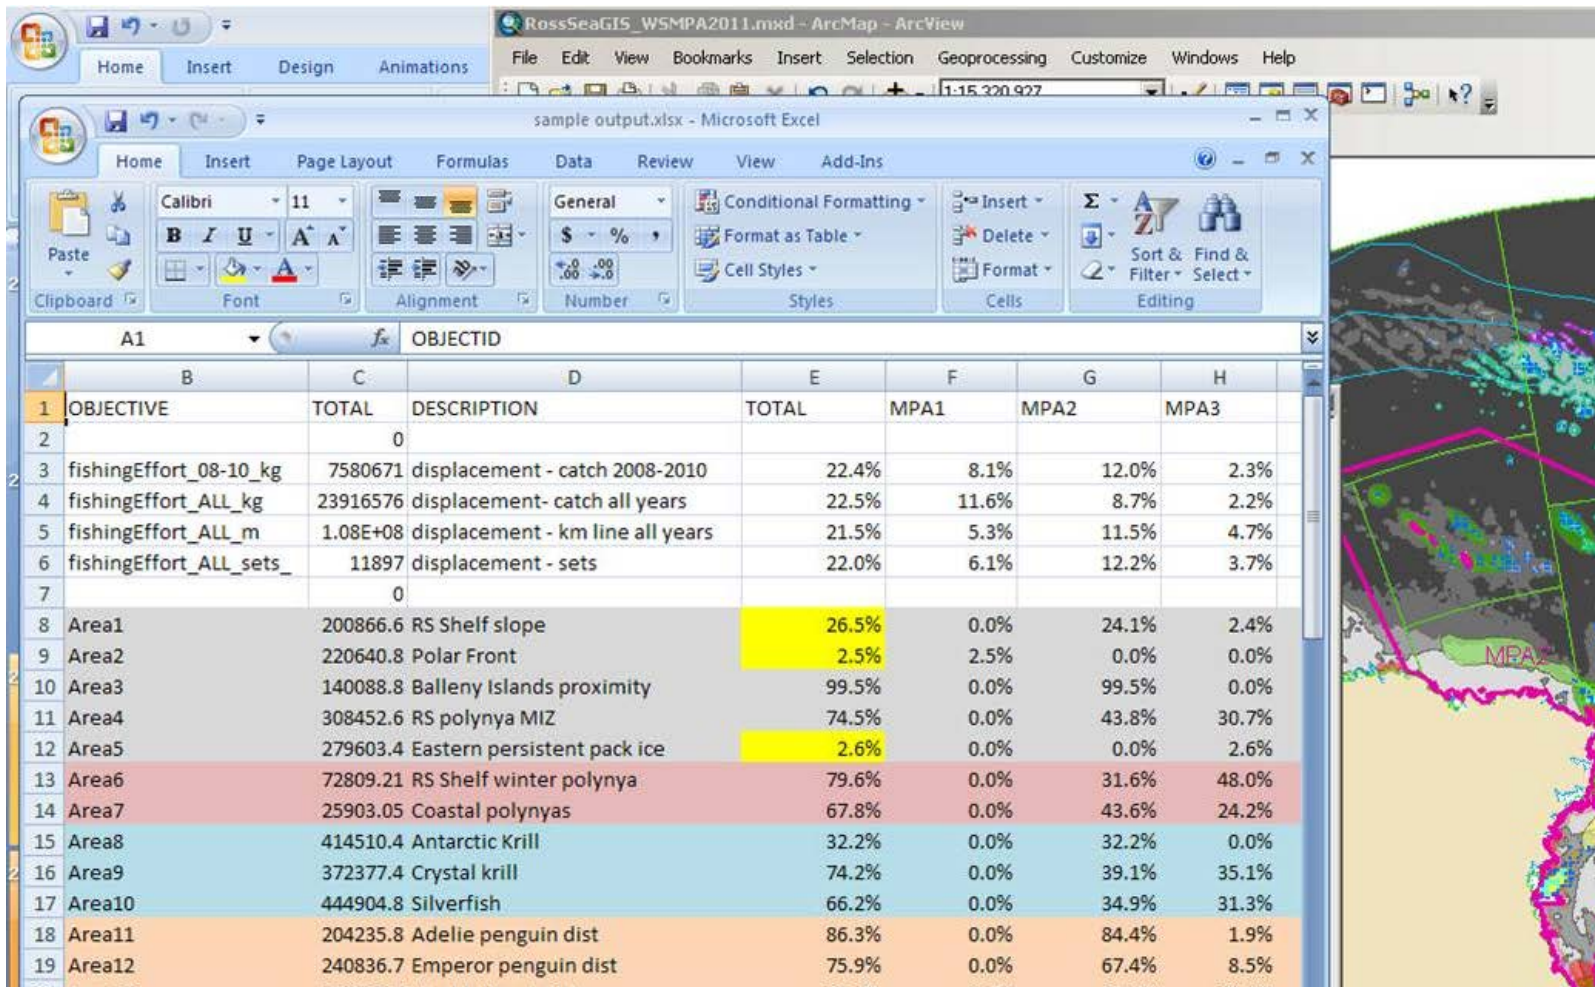 RossSeaGIS_WSMPA2011.mxd - ArcMap - ArcView
Home Insert Design Animations
File Edit View Bookmarks Insert Selection Geoprocessing Customize Windows Help
1:15,320,927
sample output.xlsx - Microsoft Excel
Home Insert Page Layout Formulas Data Review View Add-Ins
Calibri 11 General Conditional Formatting Insert Σ
Paste B I U A A $ % , Format as Table Delete Sort & Filter Find & Select
A Cell Styles Format
Clipboard Font Alignment Number Styles Cells Editing
A1 fx OBJECTID
B C D E F G H
1 OBJECTIVE TOTAL DESCRIPTION TOTAL MPA1 MPA2 MPA3
2 0
3 fishingEffort_08-10_kg 7580671 displacement - catch 2008-2010 22.4% 8.1% 12.0% 2.3%
4 fishingEffort_ALL_kg 23916576 displacement- catch all years 22.5% 11.6% 8.7% 2.2%
5 fishingEffort_ALL_m 1.08E+08 displacement - km line all years 21.5% 5.3% 11.5% 4.7%
6 fishingEffort_ALL_sets_ 11897 displacement - sets 22.0% 6.1% 12.2% 3.7%
7 0
8 Area1 200866.6 RS Shelf slope 26.5% 0.0% 24.1% 2.4%
9 Area2 220640.8 Polar Front 2.5% 2.5% 0.0% 0.0%
10 Area3 140088.8 Balleny Islands proximity 99.5% 0.0% 99.5% 0.0%
11 Area4 308452.6 RS polynya MIZ 74.5% 0.0% 43.8% 30.7%
12 Area5 279603.4 Eastern persistent pack ice 2.6% 0.0% 0.0% 2.6%
13 Area6 72809.21 RS Shelf winter polynya 79.6% 0.0% 31.6% 48.0%
14 Area7 25903.05 Coastal polynyas 67.8% 0.0% 43.6% 24.2%
15 Area8 414510.4 Antarctic Krill 32.2% 0.0% 32.2% 0.0%
16 Area9 372377.4 Crystal krill 74.2% 0.0% 39.1% 35.1%
17 Area10 444904.8 Silverfish 66.2% 0.0% 34.9% 31.3%
18 Area11 204235.8 Adelie penguin dist 86.3% 0.0% 84.4% 1.9%
19 Area12 240836.7 Emperor penguin dist 75.9% 0.0% 67.4% 8.5%
MPA2